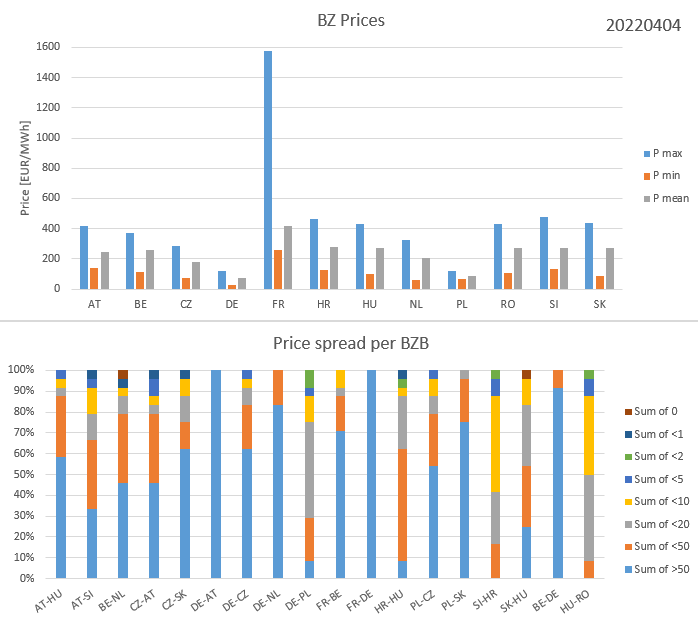 BZ Prices
20220404
Price [EUR/MWh]
1600
1400
1200
1000
800
600
400
200
0
AT BE CZ DE FR HR HU NL PL RO SI SK
P max
P min
P mean
Price spread per BZB
100%
90%
80%
70%
60%
50%
40%
30%
20%
10%
0%
AT-HU AT-SI BE-NL CZ-AT CZ-SK DE-AT DE-CZ DE-NL DE-PL FR-BE FR-DE HR-HU PL-CZ PL-SK SI-HR SK-HU BE-DE HU-RO
Sum of 0
Sum of <1
Sum of <2
Sum of <5
Sum of <10
Sum of <20
Sum of <50
Sum of >50